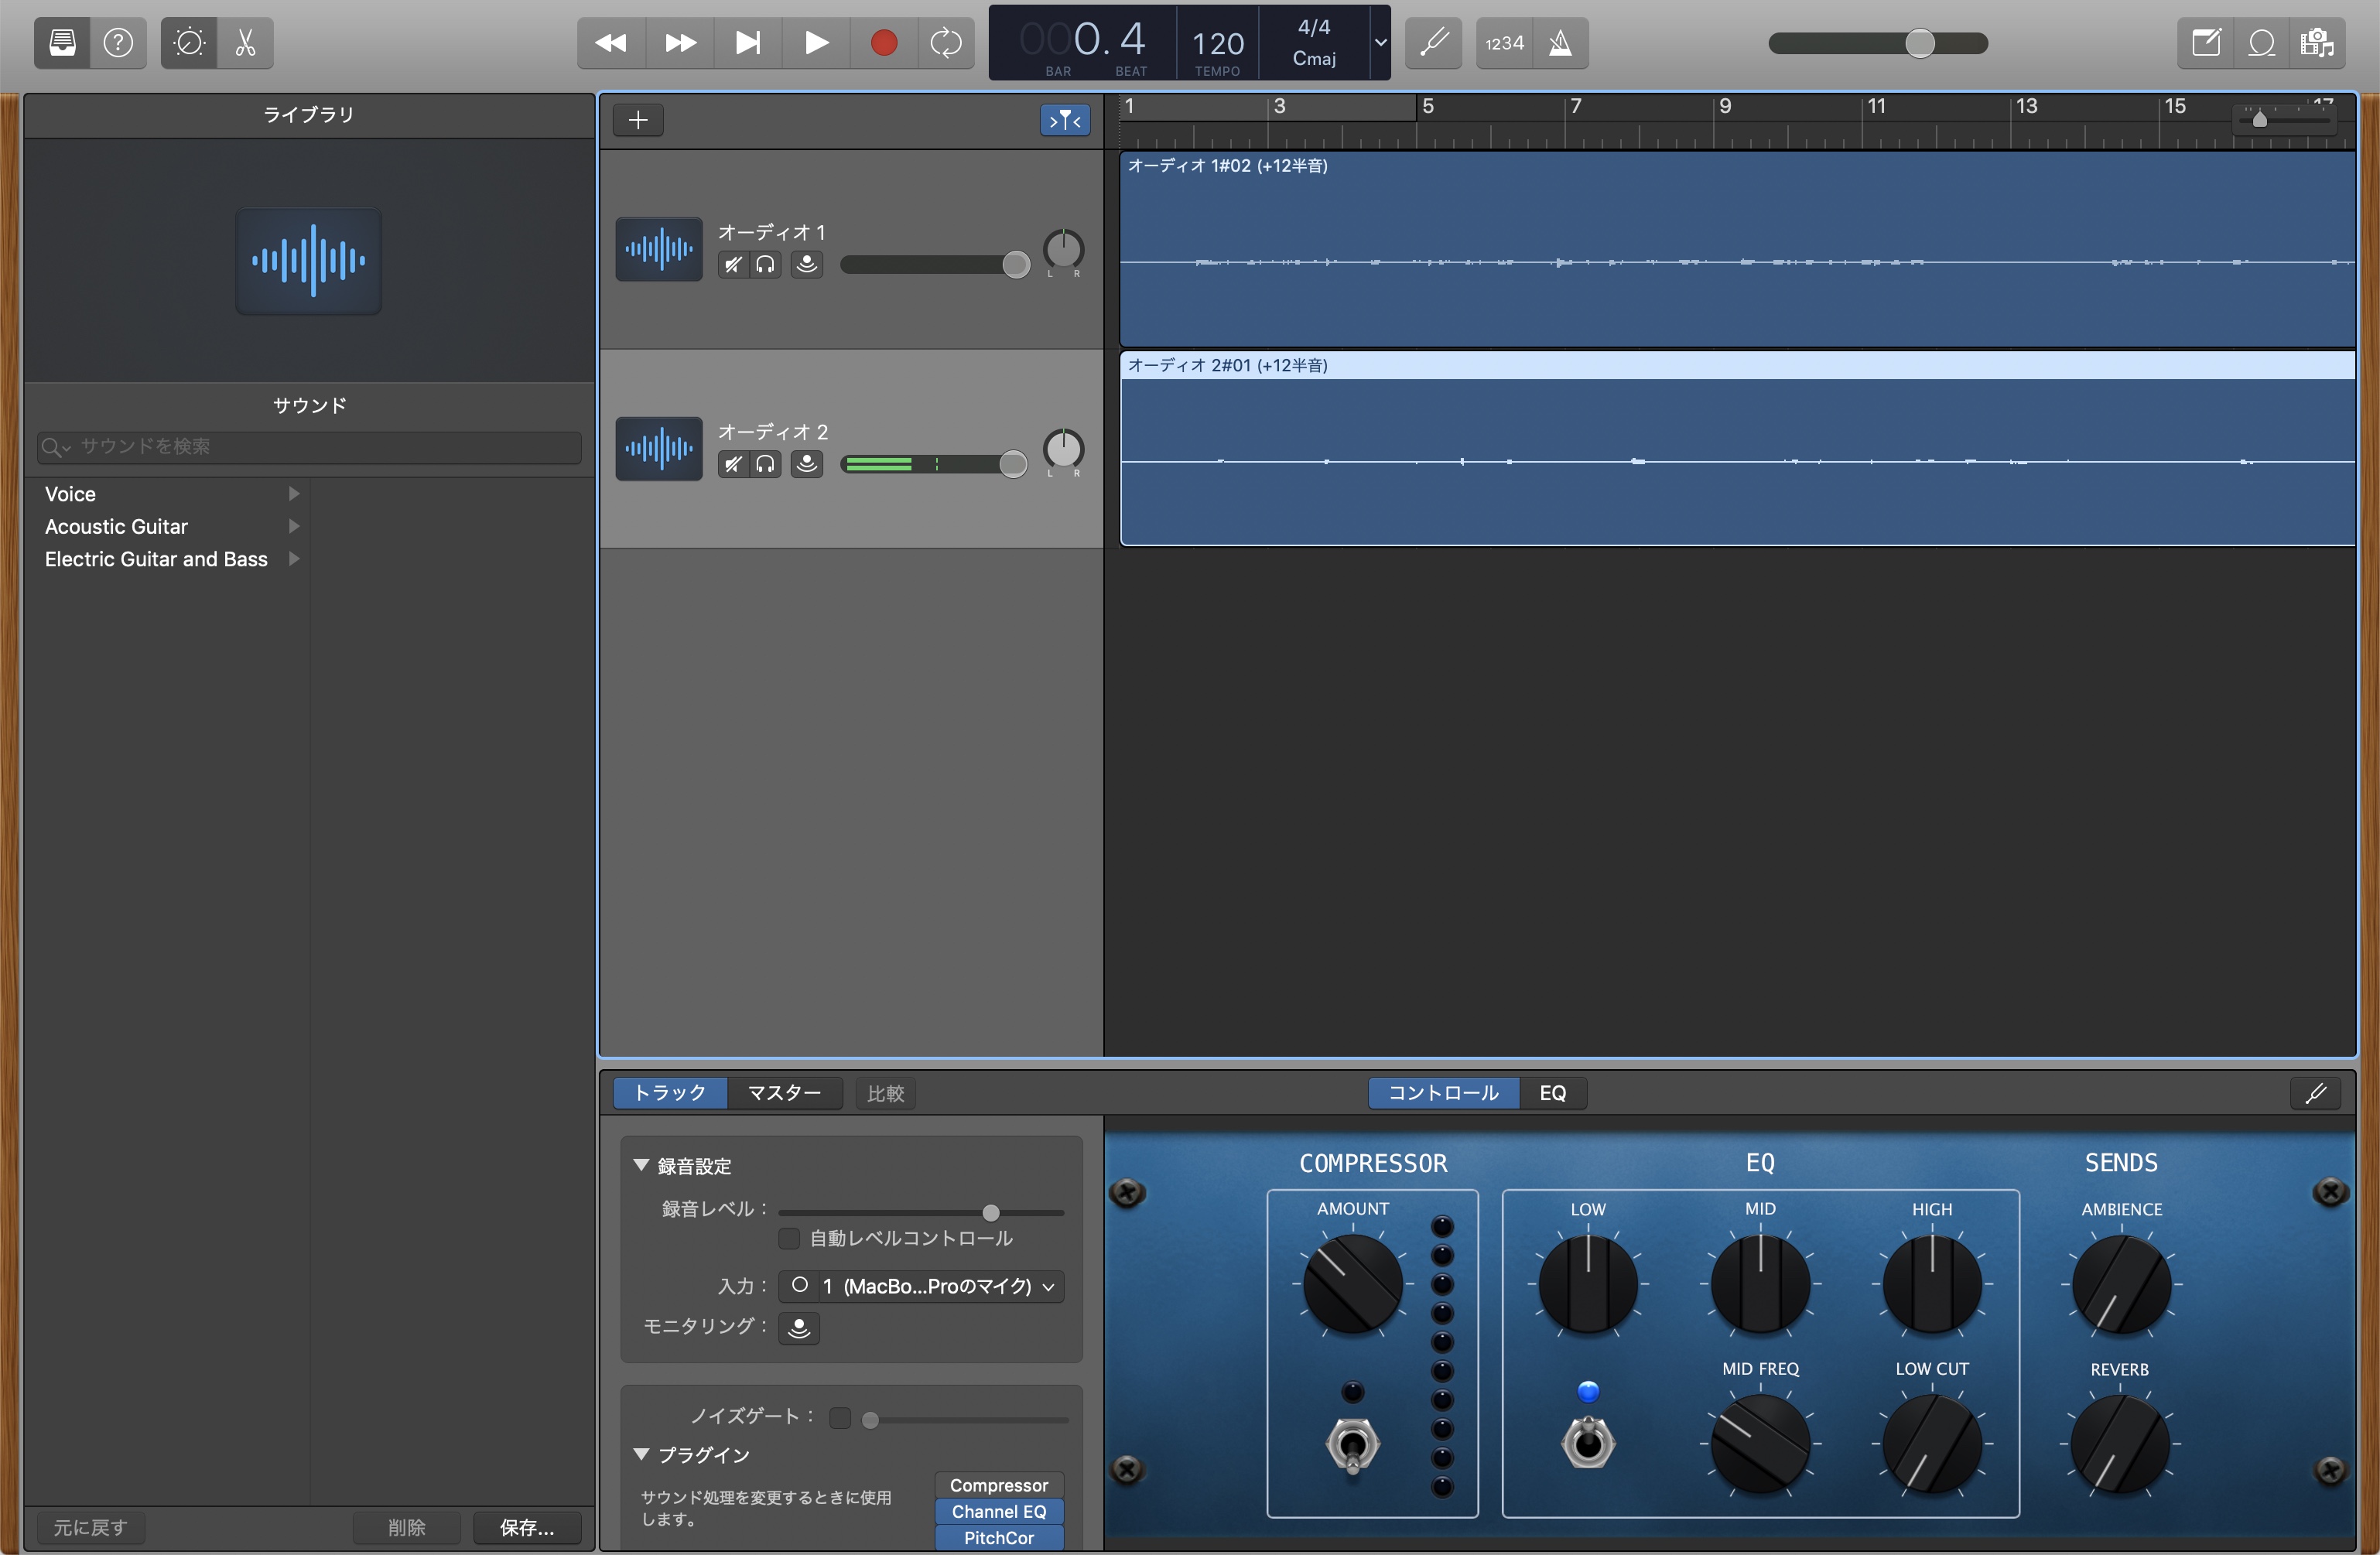 000.4
BAR BEAT
120
TEMPO
4/4
Cmaj
1234
ライブラリ
サウンド
サウンドを検索
Voice
Acoustic Guitar
Electric Guitar and Bass
元に戻す
削除
保存...
1 3 5 7 9 11 13 15 17
オーディオ 1
L R
オーディオ 1#02 (+12半音)
オーディオ 2
L R
オーディオ 2#01 (+12半音)
トラック
マスター
比較
コントロール
EQ
録音設定
録音レベル：
自動レベルコントロール
入力：
1 (MacBo...Proのマイク)
モニタリング：
ノイズゲート：
プラグイン
サウンド処理を変更するときに使用
します。
Compressor
Channel EQ
PitchCor
COMPRESSOR
AMOUNT
EQ
LOW
MID
HIGH
MID FREQ
LOW CUT
SENDS
AMBIENCE
REVERB